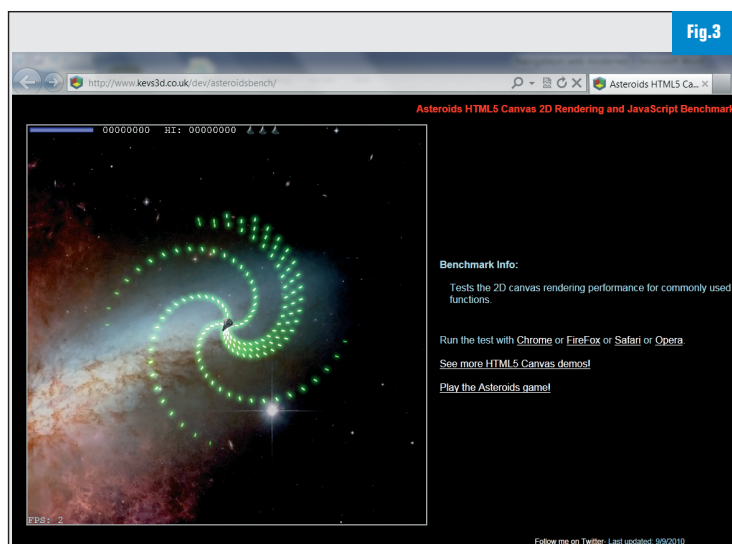 Fig.3
http://www.kevs3d.co.uk/dev/asteroidsbench/
Asteroids HTML5 Ca...
Asteroids HTML5 Canvas 2D Rendering and JavaScript Benchmark
00000000 HI: 00000000
Benchmark Info:
Tests the 2D canvas rendering performance for commonly used
functions.
Run the test with Chrome or FireFox or Safari or Opera.
See more HTML5 Canvas demos!
Play the Asteroids game!
FPS: 2
Follow me on Twitter- Last updated: 9/9/2010